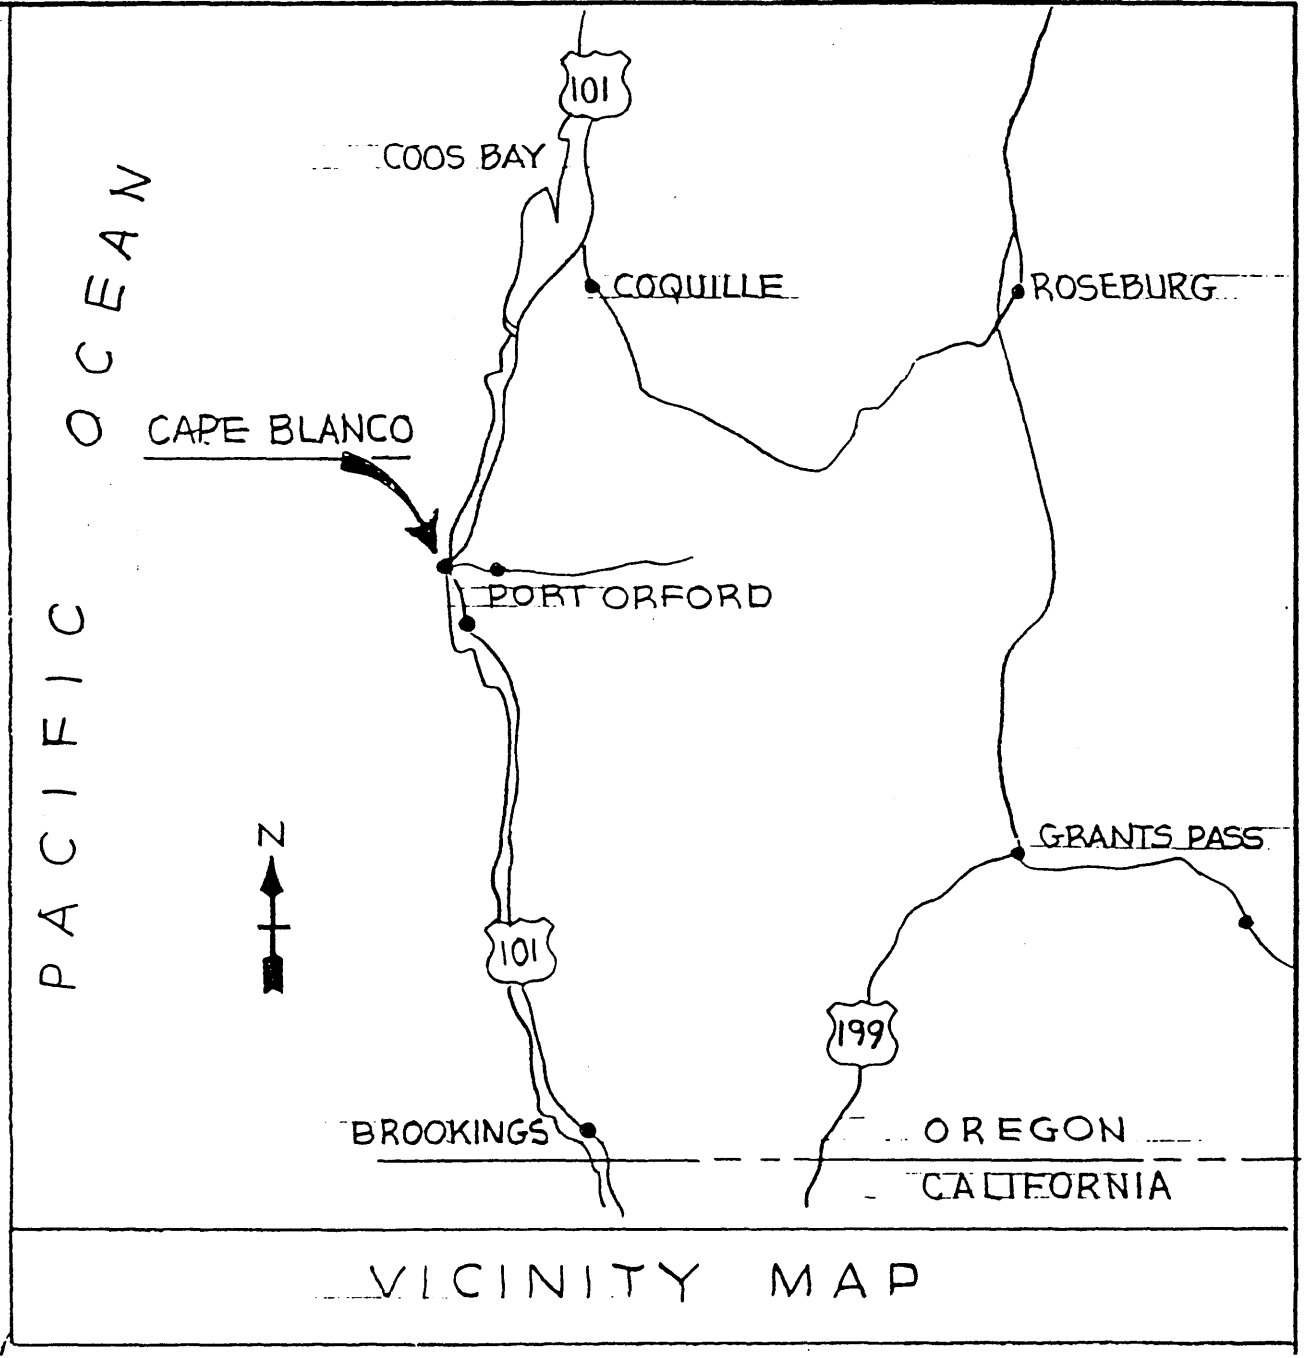 101
COOS BAY
PACIFIC OCEAN
COQUILLE
ROSEBURG
CAPE BLANCO
PORT ORFORD
N
GRANTS PASS
101
199
BROOKINGS
OREGON
CALIFORNIA
VICINITY MAP